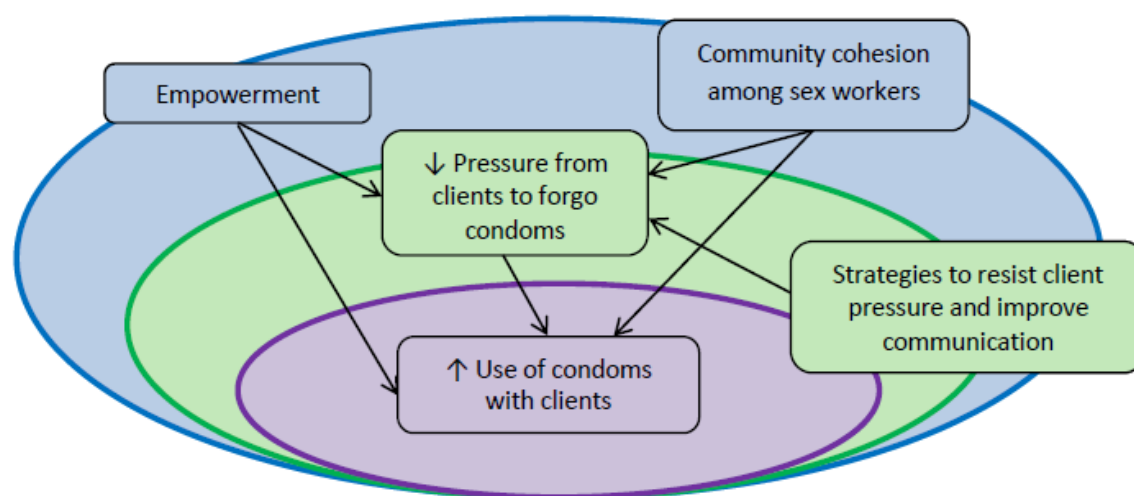 Empowerment
Community cohesion
among sex workers
↓ Pressure from
clients to forgo
condoms
Strategies to resist client
pressure and improve
communication
↑ Use of condoms
with clients